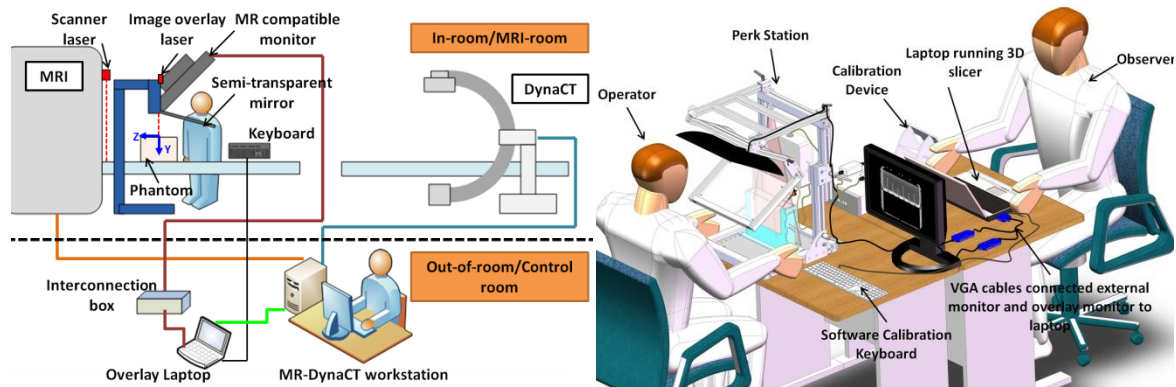 Scanner
laser
Image overlay
laser
MR compatible
monitor
In-room/MRI-room
MRI
DynaCT
Semi-transparent
mirror
Keyboard
Z
Y
Phantom
Out-of-room/Control
room
Interconnection
box
Overlay Laptop
MR-DynaCT workstation
Perk Station
Laptop running 3D
slicer
Observer
Calibration
Device
Operator
VGA cables connected external
monitor and overlay monitor to
laptop
Software Calibration
Keyboard